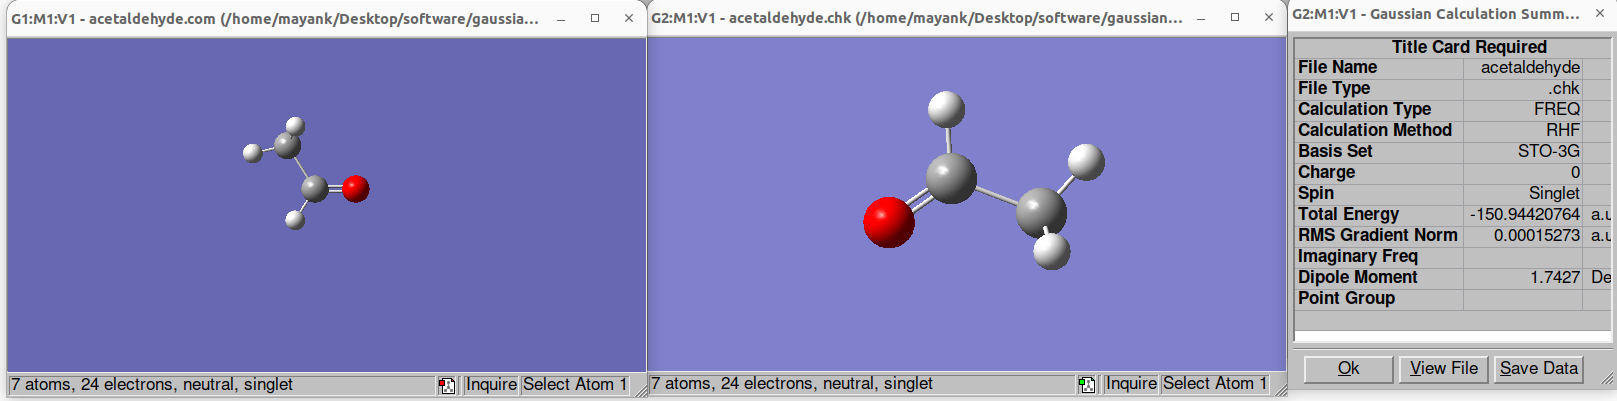 G1:M1:V1 - acetaldehyde.com (/home/mayank/Desktop/software/gaussia...
7 atoms, 24 electrons, neutral, singlet
Inquire
Select Atom 1
G2:M1:V1 - acetaldehyde.chk (/home/mayank/Desktop/software/gaussian...
7 atoms, 24 electrons, neutral, singlet
Inquire
Select Atom 1
G2:M1:V1 - Gaussian Calculation Summ...
Title Card Required
File Name acetaldehyde
File Type .chk
Calculation Type FREQ
Calculation Method RHF
Basis Set STO-3G
Charge 0
Spin Singlet
Total Energy -150.94420764 a.u
RMS Gradient Norm 0.00015273 a.u
Imaginary Freq
Dipole Moment 1.7427 De
Point Group
Ok View File Save Data